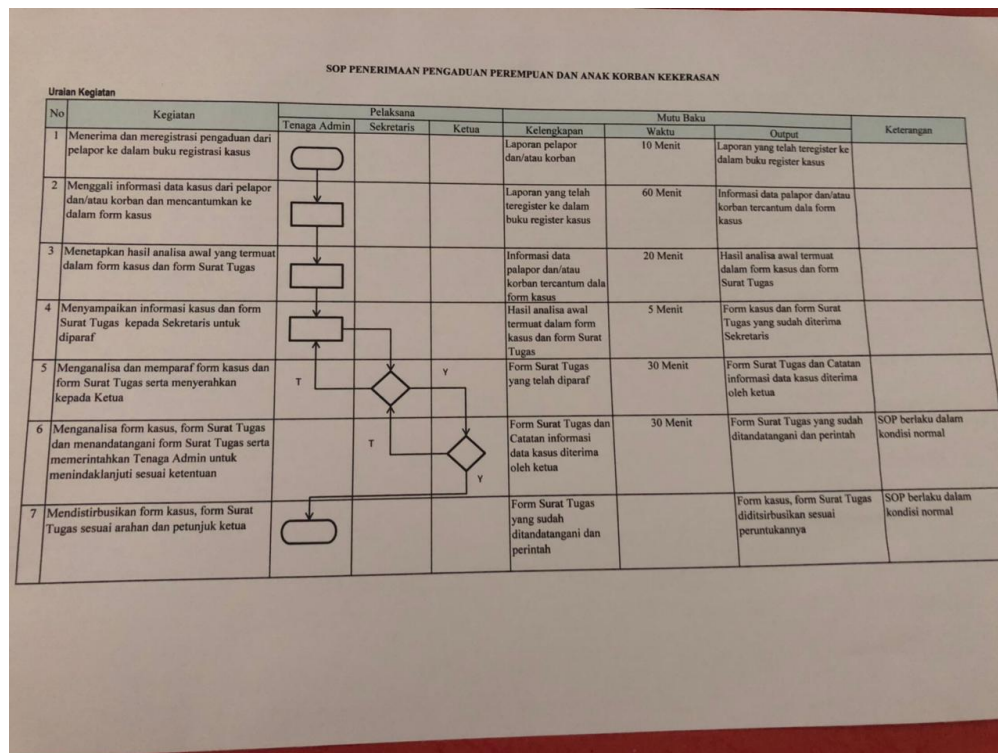 SOP PENERIMAAN PENGADUAN PEREMPUAN DAN ANAK KORBAN KEKERASAN
Uraian Kegiatan
No
Kegiatan
Pelaksana
Mutu Baku
Keterangan
Tenaga Admin
Sekretaris
Ketua
Kelengkapan
Waktu
Output
1
Menerima dan meregistrasi pengaduan dari
pelapor ke dalam buku registrasi kasus
Laporan pelapor
dan/atau korban
10 Menit
Laporan yang telah teregister ke
dalam buku register kasus
2
Menggali informasi data kasus dari pelapor
dan/atau korban dan mencantumkan ke
dalam form kasus
Laporan yang telah
teregister ke dalam
buku register kasus
60 Menit
Informasi data palapor dan/atau
korban tercantum dala form
kasus
3
Menetapkan hasil analisa awal yang termuat
dalam form kasus dan form Surat Tugas
Informasi data
palapor dan/atau
korban tercantum dala
form kasus
20 Menit
Hasil analisa awal termuat
dalam form kasus dan form
Surat Tugas
4
Menyampaikan informasi kasus dan form
Surat Tugas kepada Sekretaris untuk
diparaf
Hasil analisa awal
termuat dalam form
kasus dan form Surat
Tugas
5 Menit
Form kasus dan form Surat
Tugas yang sudah diterima
Sekretaris
5
Menganalisa dan memparaf form kasus dan
form Surat Tugas serta menyerahkan
kepada Ketua
T
Y
Form Surat Tugas
yang telah diparaf
30 Menit
Form Surat Tugas dan Catatan
informasi data kasus diterima
oleh ketua
6
Menganalisa form kasus, form Surat Tugas
dan menandatangani form Surat Tugas serta
memerintahkan Tenaga Admin untuk
menindaklanjuti sesuai ketentuan
T
Y
Form Surat Tugas dan
Catatan informasi
data kasus diterima
oleh ketua
30 Menit
Form Surat Tugas yang sudah
ditandatangani dan perintah
SOP berlaku dalam
kondisi normal
7
Mendistirbusikan form kasus, form Surat
Tugas sesuai arahan dan petunjuk ketua
Form Surat Tugas
yang sudah
ditandatangani dan
perintah
Form kasus, form Surat Tugas
diditsirbusikan sesuai
peruntukannya
SOP berlaku dalam
kondisi normal